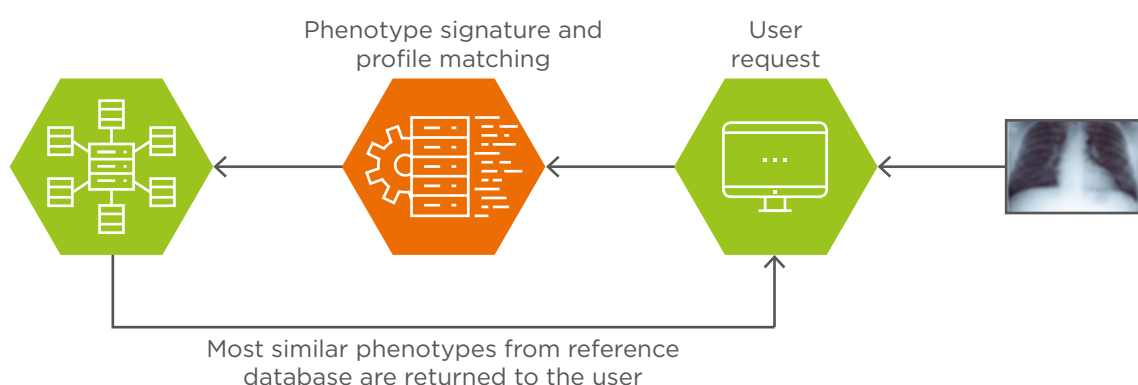 Phenotype signature and
profile matching
User
request
Most similar phenotypes from reference
database are returned to the user